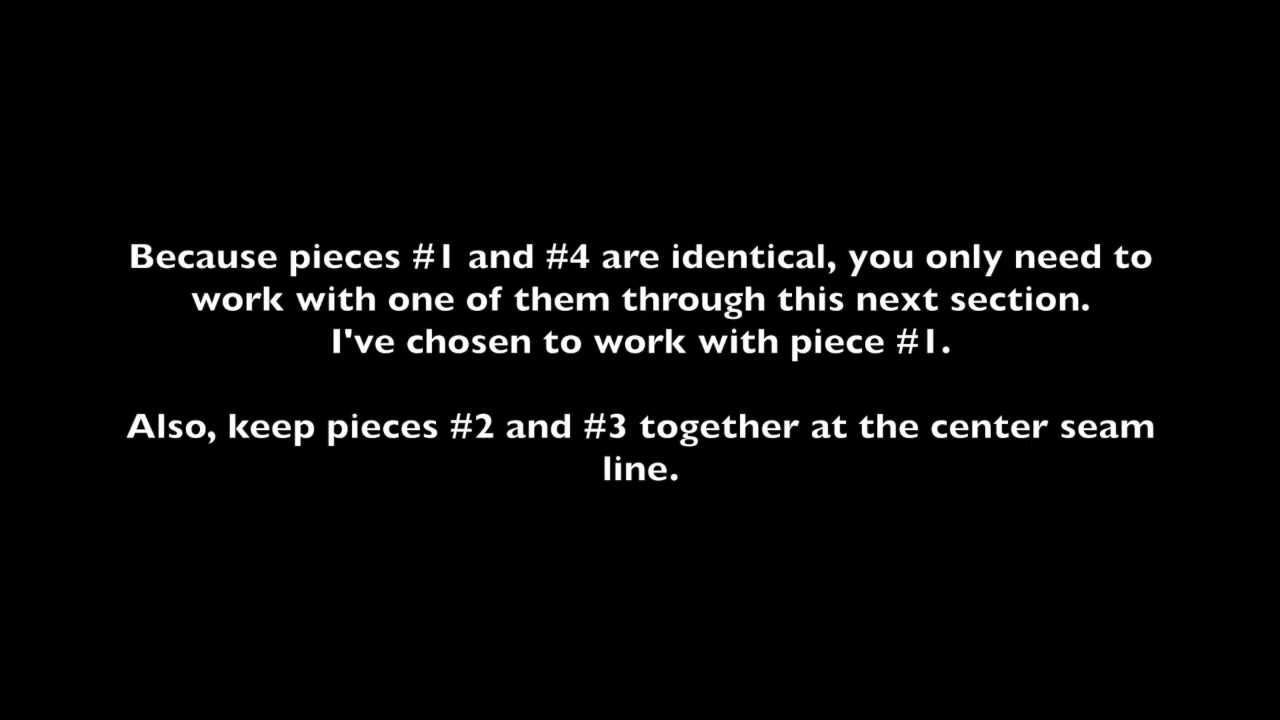 Because pieces #1 and #4 are identical, you only need to
work with one of them through this next section.
I've chosen to work with piece #1.
Also, keep pieces #2 and #3 together at the center seam
line.